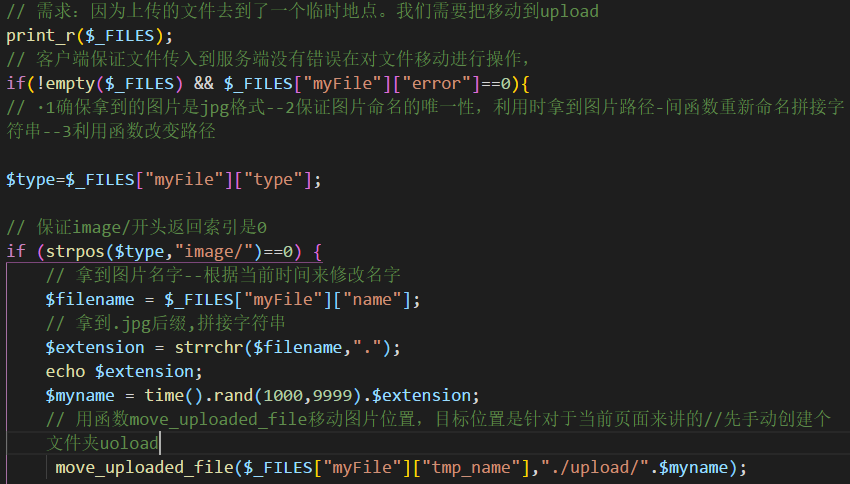 // 需求：因为上传的文件去到了一个临时地点。我们需要把移动到upload
print_r($_FILES);
// 客户端保证文件传入到服务端没有错误在对文件移动进行操作，
if(!empty($_FILES) && $_FILES["myFile"]["error"]==0){
// ·1确保拿到的图片是jpg格式--2保证图片命名的唯一性，利用时拿到图片路径-间函数重新命名拼接字
符串--3利用函数改变路径
$type=$_FILES["myFile"]["type"];
// 保证image/开头返回索引是0
if (strpos($type,"image/")==0) {
// 拿到图片名字--根据当前时间来修改名字
$filename = $_FILES["myFile"]["name"];
// 拿到.jpg后缀,拼接字符串
$extension = strrchr($filename,".");
echo $extension;
$myname = time().rand(1000,9999).$extension;
// 用函数move_uploaded_file移动图片位置，目标位置是针对于当前页面来讲的//先手动创建个
文件夹uoload
move_uploaded_file($_FILES["myFile"]["tmp_name"],"./upload/".$myname);